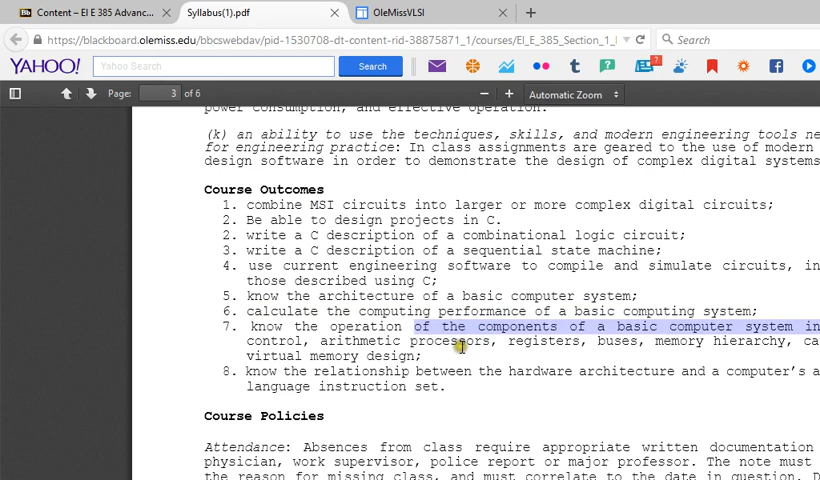 Content – EI E 385 Advanc...
Syllabus(1).pdf
OleMissVLSI
https://blackboard.olemiss.edu/bbcswebdav/pid-1530708-dt-content-rid-38875871_1/courses/EI_E_385_Section_1_
Search
YAHOO!
Yahoo Search
Search
7
Page:
3
of 6
Automatic Zoom
power consumption, and effective operation.
(k) an ability to use the techniques, skills, and modern engineering tools ne
for engineering practice: In class assignments are geared to the use of modern
design software in order to demonstrate the design of complex digital systems
Course Outcomes
1. combine MSI circuits into larger or more complex digital circuits;
2. Be able to design projects in C.
2. write a C description of a combinational logic circuit;
3. write a C description of a sequential state machine;
4. use current engineering software to compile and simulate circuits, in
those described using C;
5. know the architecture of a basic computer system;
6. calculate the computing performance of a basic computing system;
7. know the operation of the components of a basic computer system in
control, arithmetic processors, registers, buses, memory hierarchy, ca
virtual memory design;
8. know the relationship between the hardware architecture and a computer's a
language instruction set.
Course Policies
Attendance: Absences from class require appropriate written documentation
physician, work supervisor, police report or major professor. The note must
the reason for missing class, and must correlate to the date in question. D